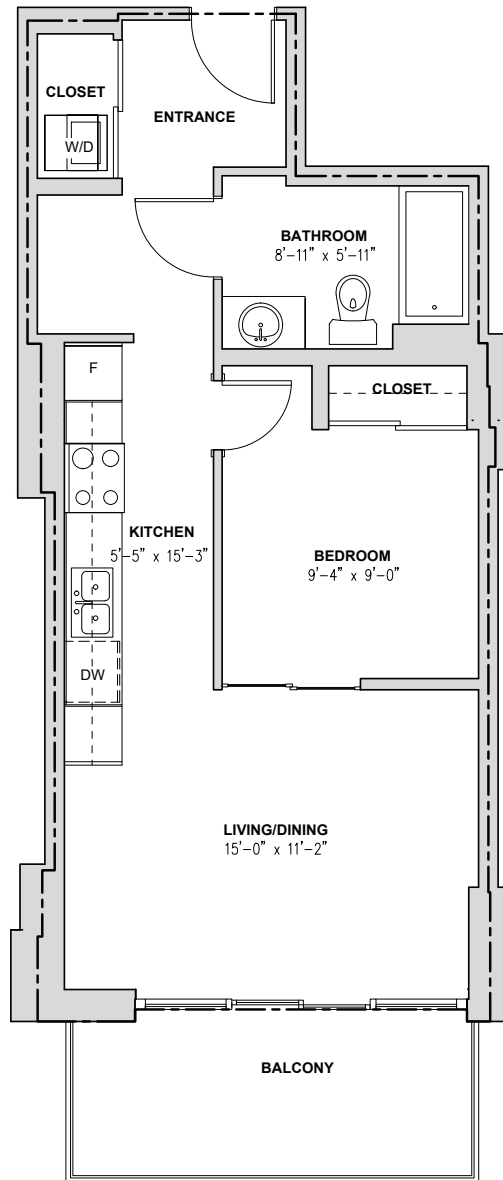 CLOSET
W/D
ENTRANCE
BATHROOM
8’-11” x 5’-11”
F
CLOSET
KITCHEN
5’-5” x 15’-3”
BEDROOM
9’-4” x 9’-0”
DW
LIVING/DINING
15’-0” x 11’-2”
BALCONY